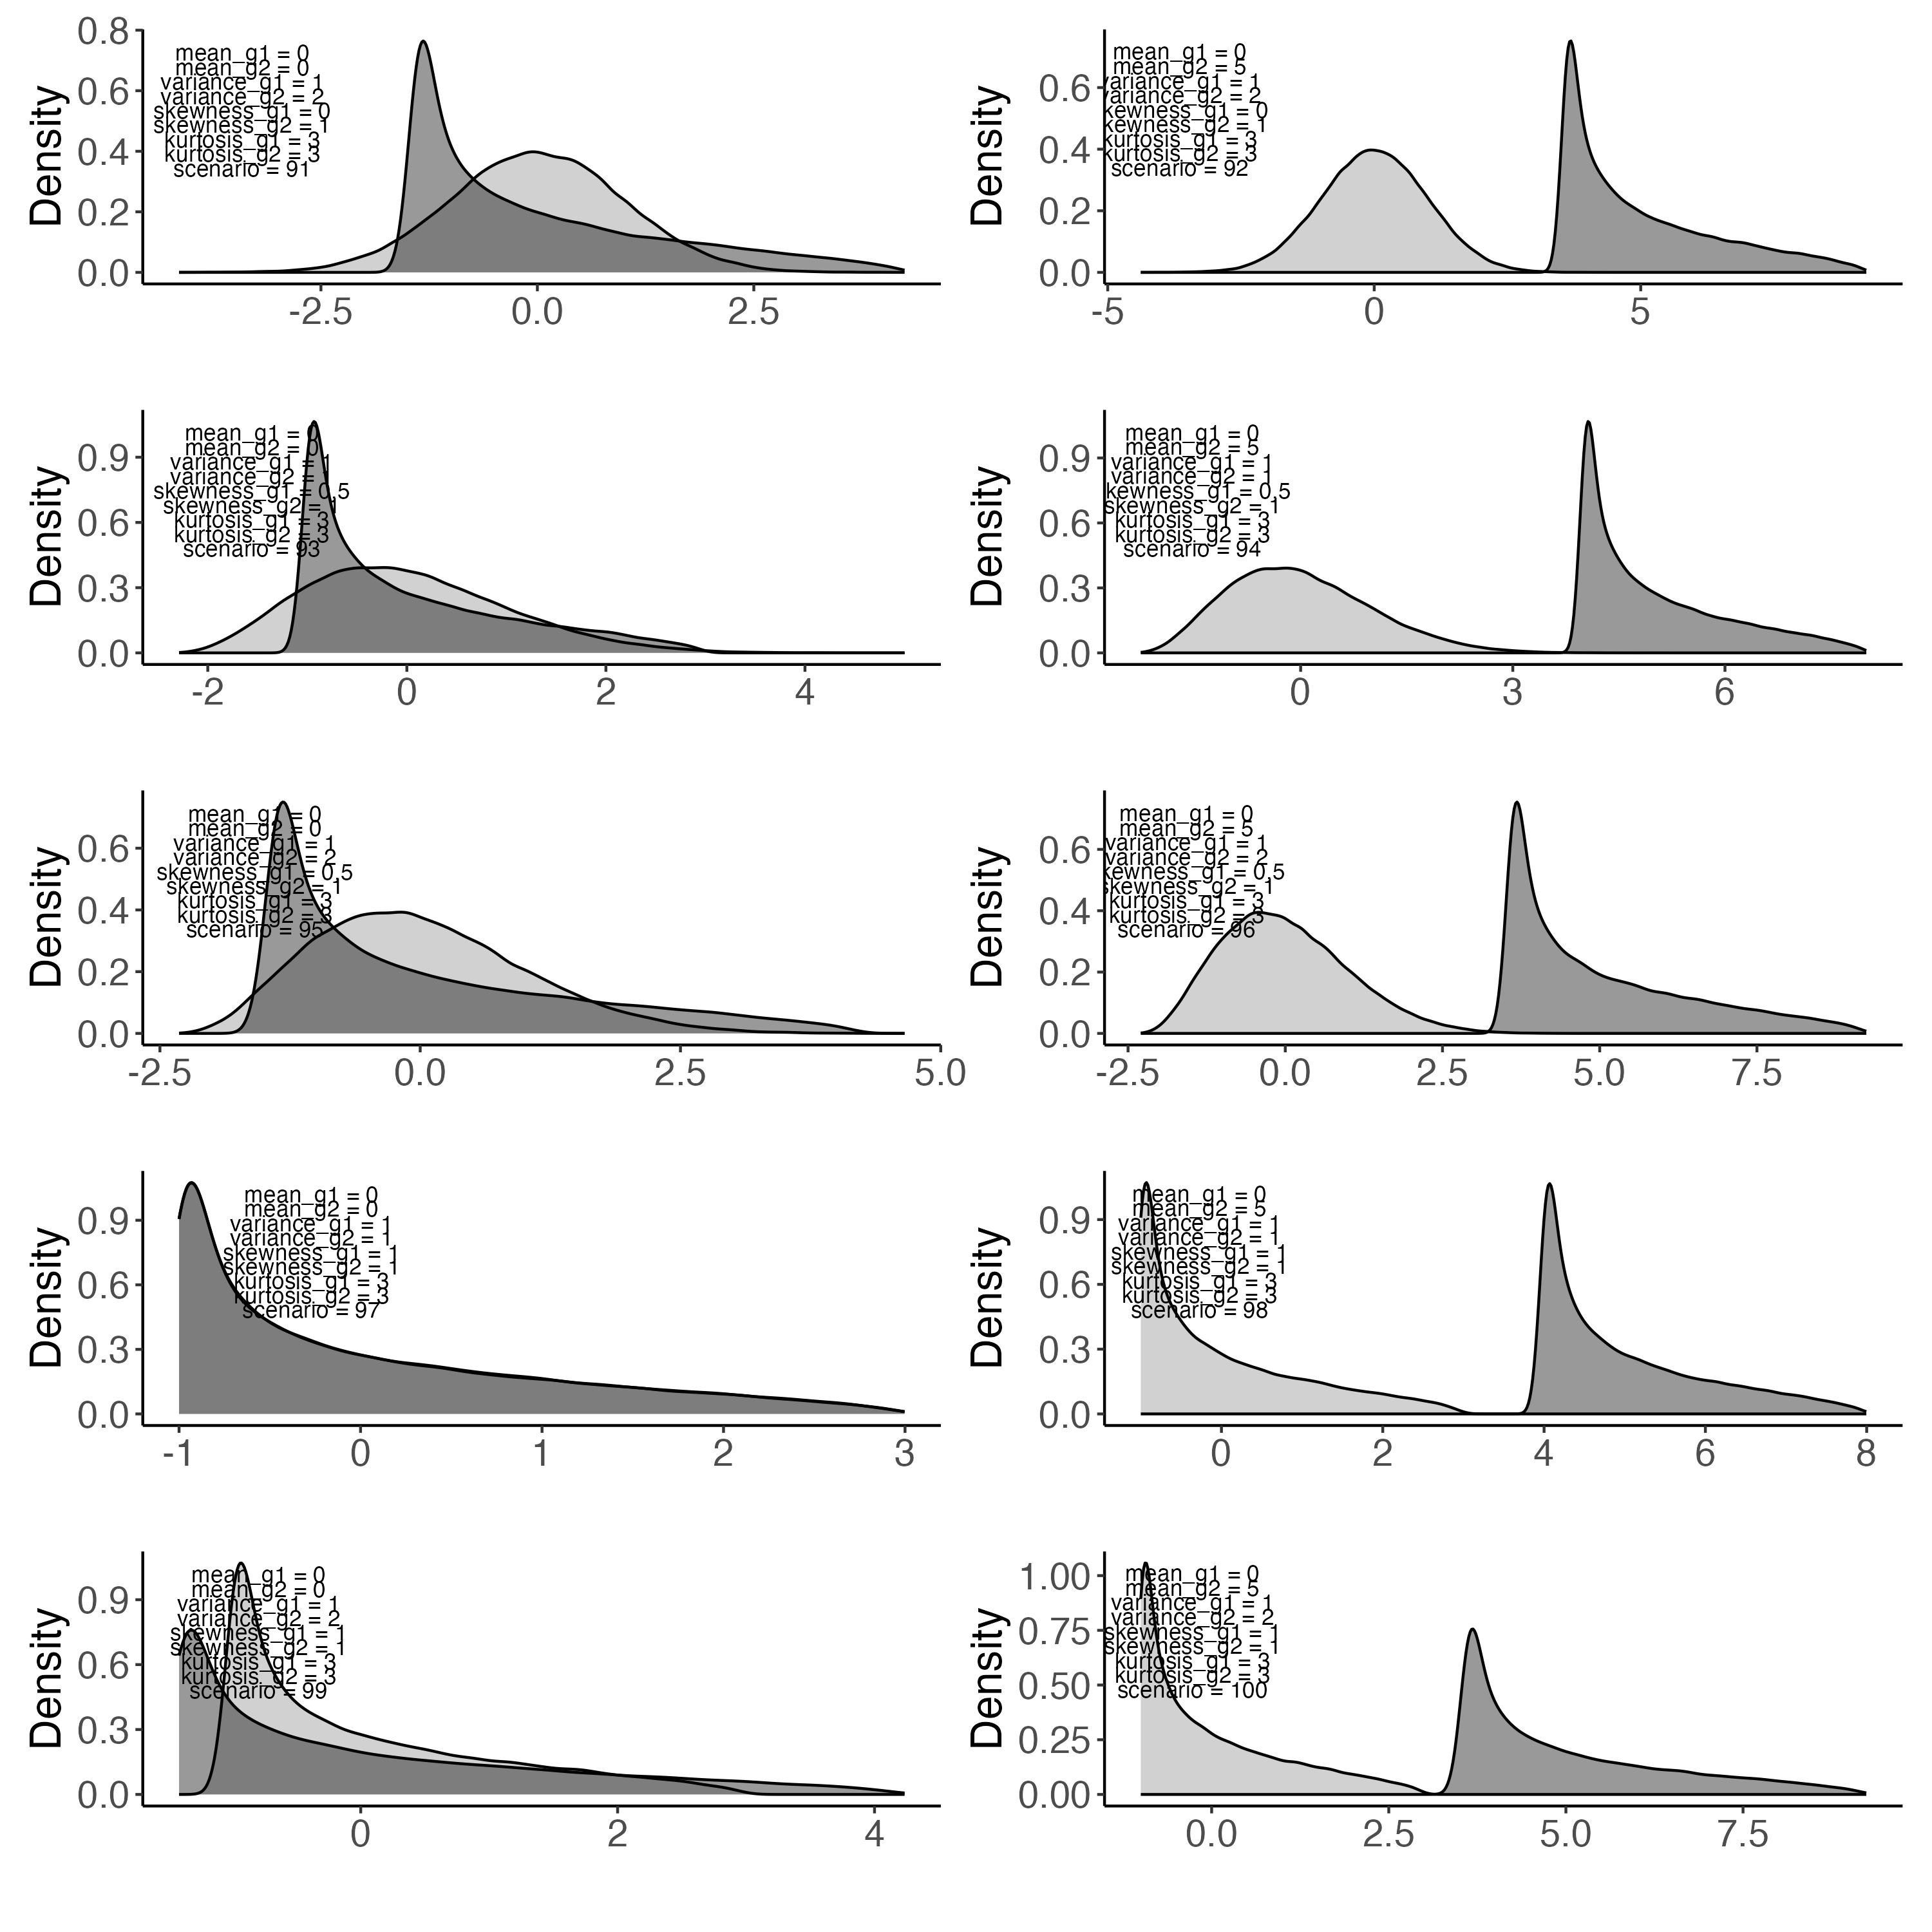 Density
0.8
0.6
0.4
0.2
0.0
mean_g1 = 0
mean_g2 = 0
variance_g1 = 1
variance_g2 = 2
skewness_g1 = 0
skewness_g2 = 1
kurtosis_g1 = 3
kurtosis_g2 = 3
scenario = 91
-2.5 0.0 2.5
Density
0.6
0.4
0.2
0.0
mean_g1 = 0
mean_g2 = 5
variance_g1 = 1
variance_g2 = 2
kewness_g1 = 0
kewness_g2 = 1
kurtosis_g1 = 3
kurtosis_g2 = 3
scenario = 92
-5 0 5
Density
0.9
0.6
0.3
0.0
mean_g1 = 0
mean_g2 = 0
variance_g1 = 1
variance_g2 = 1
skewness_g1 = 0.5
skewness_g2 = 1
kurtosis_g1 = 3
kurtosis_g2 = 3
scenario = 93
-2 0 2 4
Density
0.9
0.6
0.3
0.0
mean_g1 = 0
mean_g2 = 5
variance_g1 = 1
variance_g2 = 1
kewness_g1 = 0.5
skewness_g2 = 1
kurtosis_g1 = 3
kurtosis_g2 = 3
scenario = 94
0 3 6
Density
0.6
0.4
0.2
0.0
mean_g1 = 0
mean_g2 = 0
variance_g1 = 1
variance_g2 = 2
skewness_g1 = 0.5
skewness_g2 = 1
kurtosis_g1 = 3
kurtosis_g2 = 3
scenario = 95
-2.5 0.0 2.5 5.0
Density
0.6
0.4
0.2
0.0
mean_g1 = 0
mean_g2 = 5
variance_g1 = 1
variance_g2 = 2
kewness_g1 = 0.5
skewness_g2 = 1
kurtosis_g1 = 3
kurtosis_g2 = 3
scenario = 96
-2.5 0.0 2.5 5.0 7.5
Density
0.9
0.6
0.3
0.0
mean_g1 = 0
mean_g2 = 0
variance_g1 = 1
variance_g2 = 1
skewness_g1 = 1
skewness_g2 = 1
kurtosis_g1 = 3
kurtosis_g2 = 3
scenario = 97
-1 0 1 2 3
Density
0.9
0.6
0.3
0.0
mean_g1 = 0
mean_g2 = 5
variance_g1 = 1
variance_g2 = 1
skewness_g1 = 1
skewness_g2 = 1
kurtosis_g1 = 3
kurtosis_g2 = 3
scenario = 98
0 2 4 6 8
Density
0.9
0.6
0.3
0.0
mean_g1 = 0
mean_g2 = 0
variance_g1 = 1
variance_g2 = 2
skewness_g1 = 1
skewness_g2 = 1
kurtosis_g1 = 3
kurtosis_g2 = 3
scenario = 99
0 2 4
Density
1.00
0.75
0.50
0.25
0.00
mean_g1 = 0
mean_g2 = 5
variance_g1 = 1
variance_g2 = 2
skewness_g1 = 1
skewness_g2 = 1
kurtosis_g1 = 3
kurtosis_g2 = 3
scenario = 100
0.0 2.5 5.0 7.5